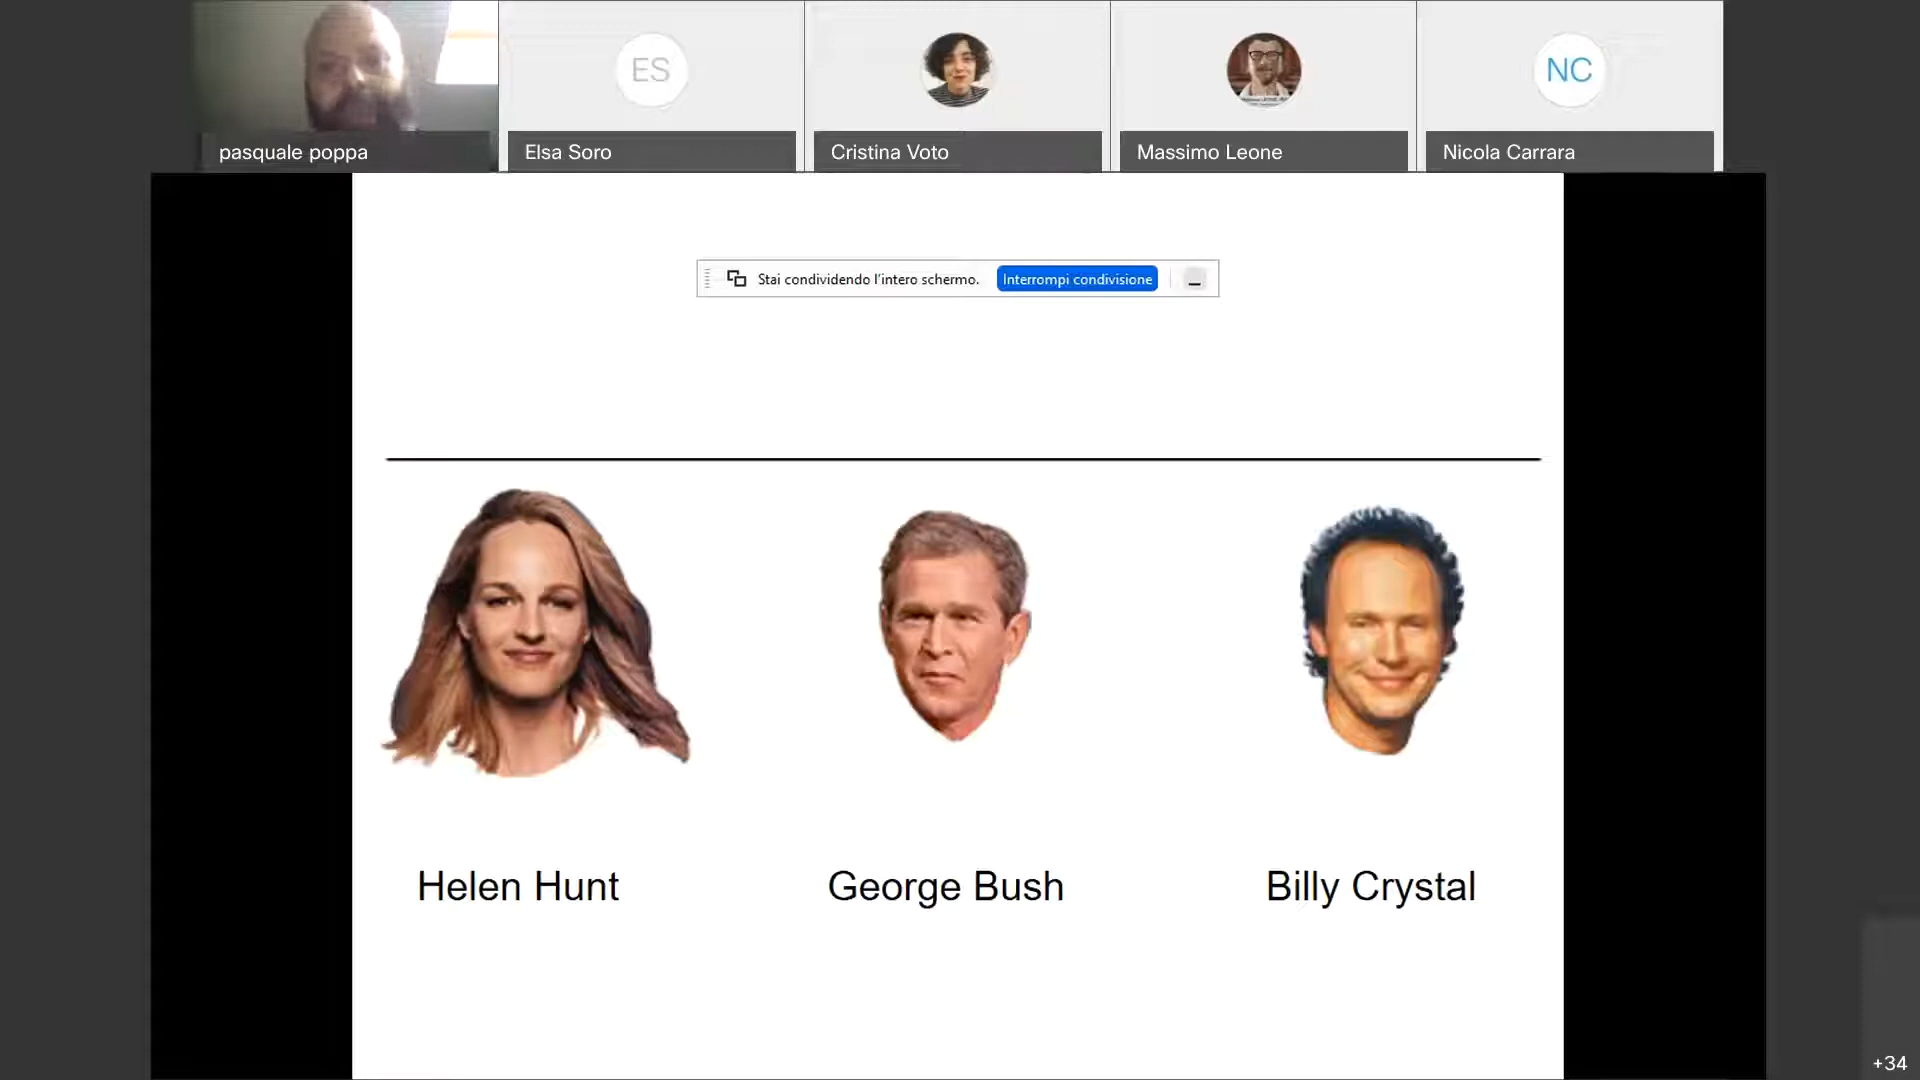 ES
NC
pasquale poppa
Elsa Soro
Cristina Voto
Massimo Leone
Nicola Carrara
Stai condividendo l'intero schermo.
Interrompi condivisione
Helen Hunt
George Bush
Billy Crystal
+34